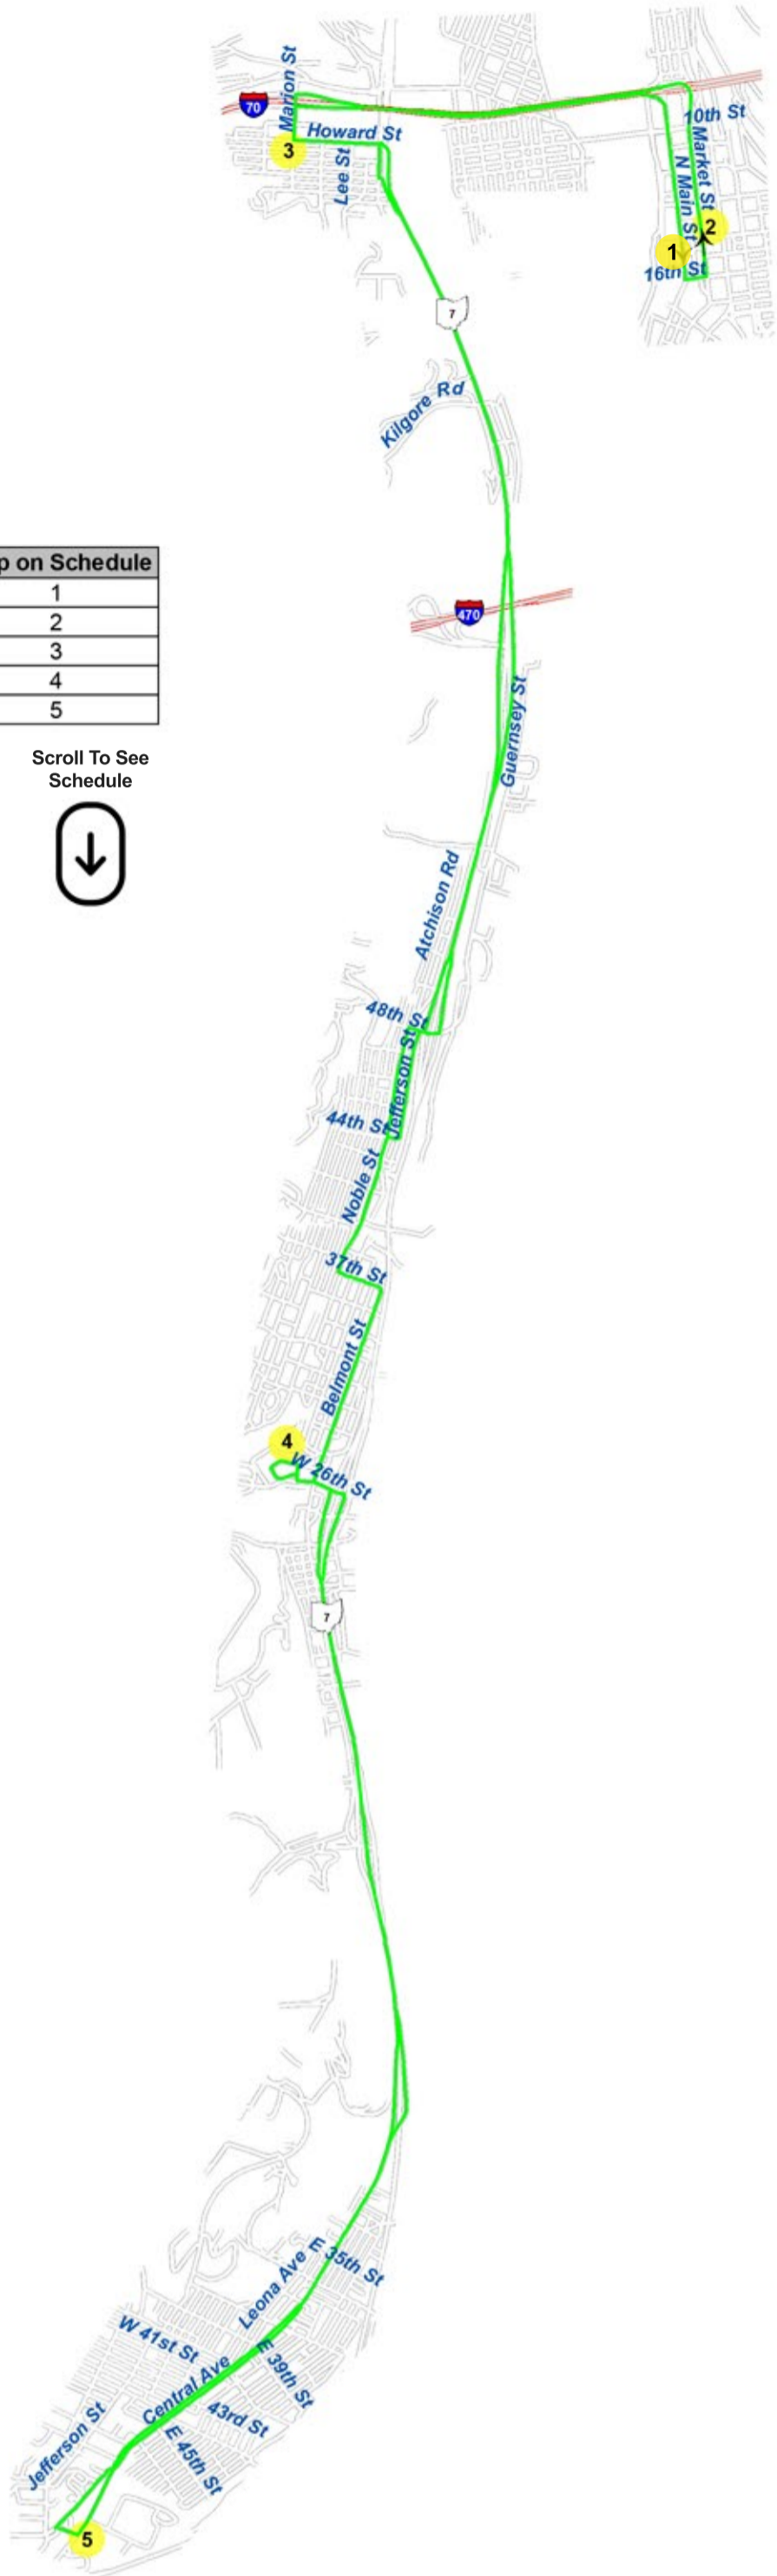 Marion St
70
10th St
Howard St
3
Lee St
Market St
N Main St
2
1
16th St
7
Kilgore Rd
p on Schedule
1
2
3
4
5
470
Guernsey St
Scroll To See
Schedule
Atchison Rd
48th St
Jefferson St
44th St
Noble St
37th St
Belmont St
4
W 26th St
7
E 35th St
Leona Ave
W 41st St
E 39th St
Central Ave
43rd St
Jefferson St
E 45th St
5